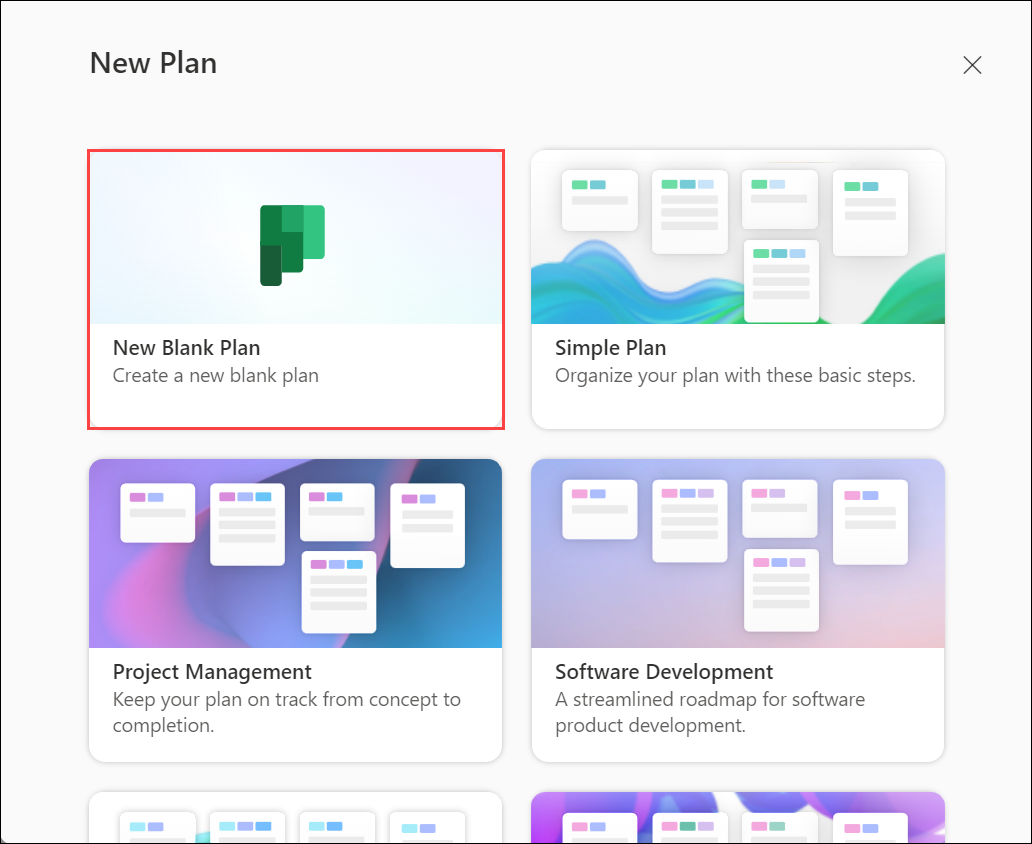 New Plan
New Blank Plan
Create a new blank plan
Simple Plan
Organize your plan with these basic steps.
Project Management
Keep your plan on track from concept to
completion.
Software Development
A streamlined roadmap for software
product development.